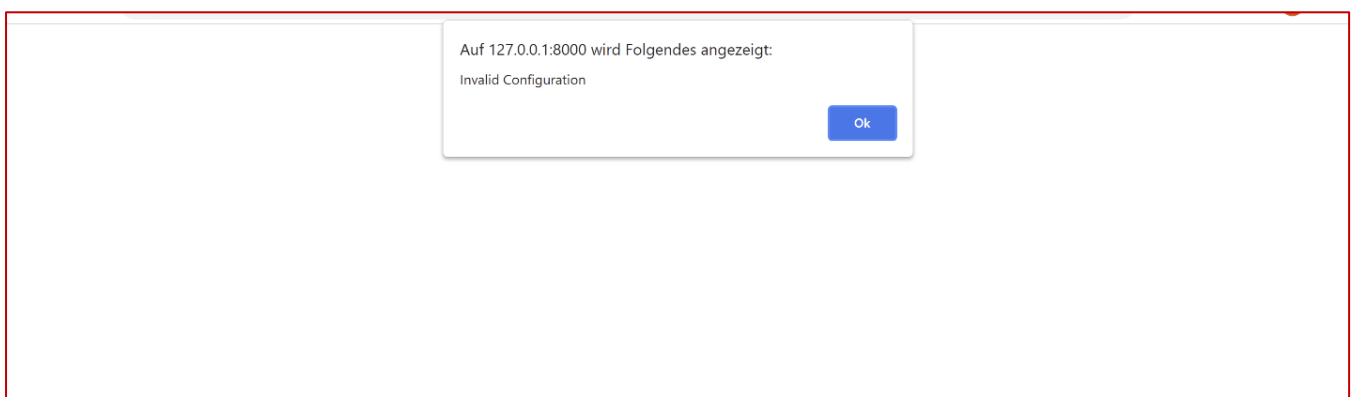 Auf 127.0.0.1:8000 wird Folgendes angezeigt:
Invalid Configuration
Ok